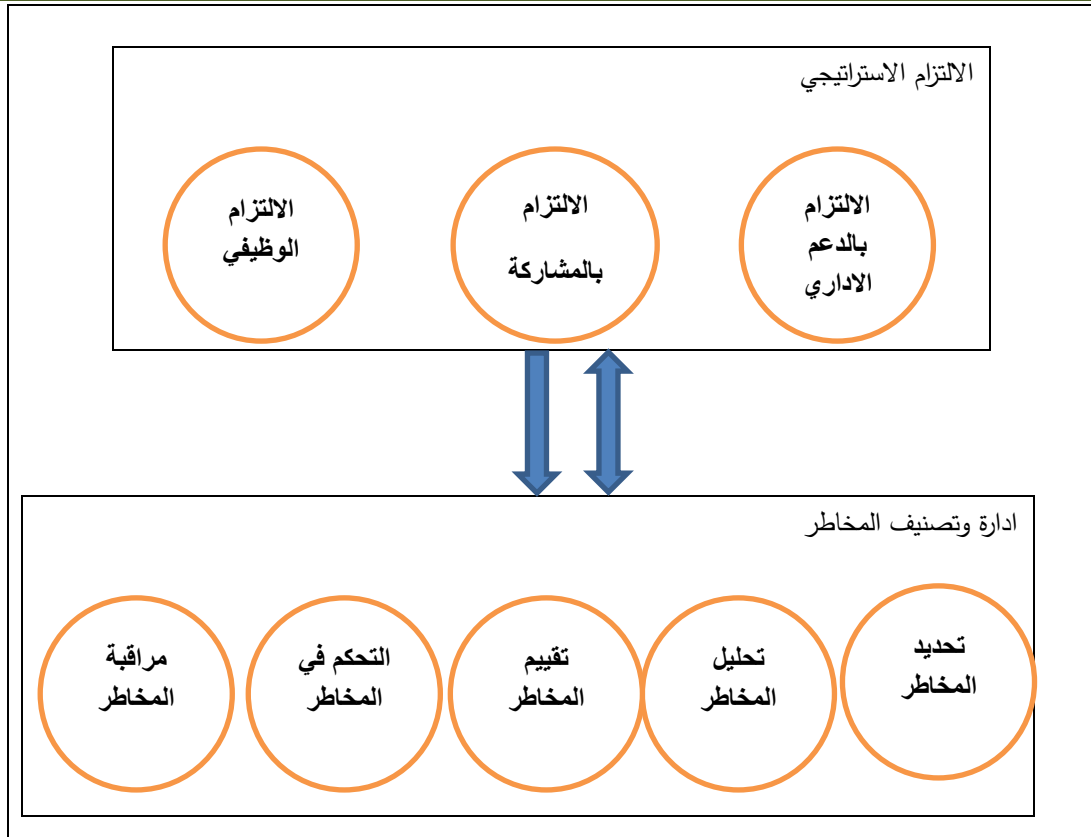 الالتزام الاستراتيجي
الالتزام
بالدعم
الاداري
الالتزام
بالمشاركة
الالتزام
الوظيفي
ادارة وتصنيف المخاطر
تحديد
المخاطر
تحليل
المخاطر
تقييم
المخاطر
التحكم في
المخاطر
مراقبة
المخاطر